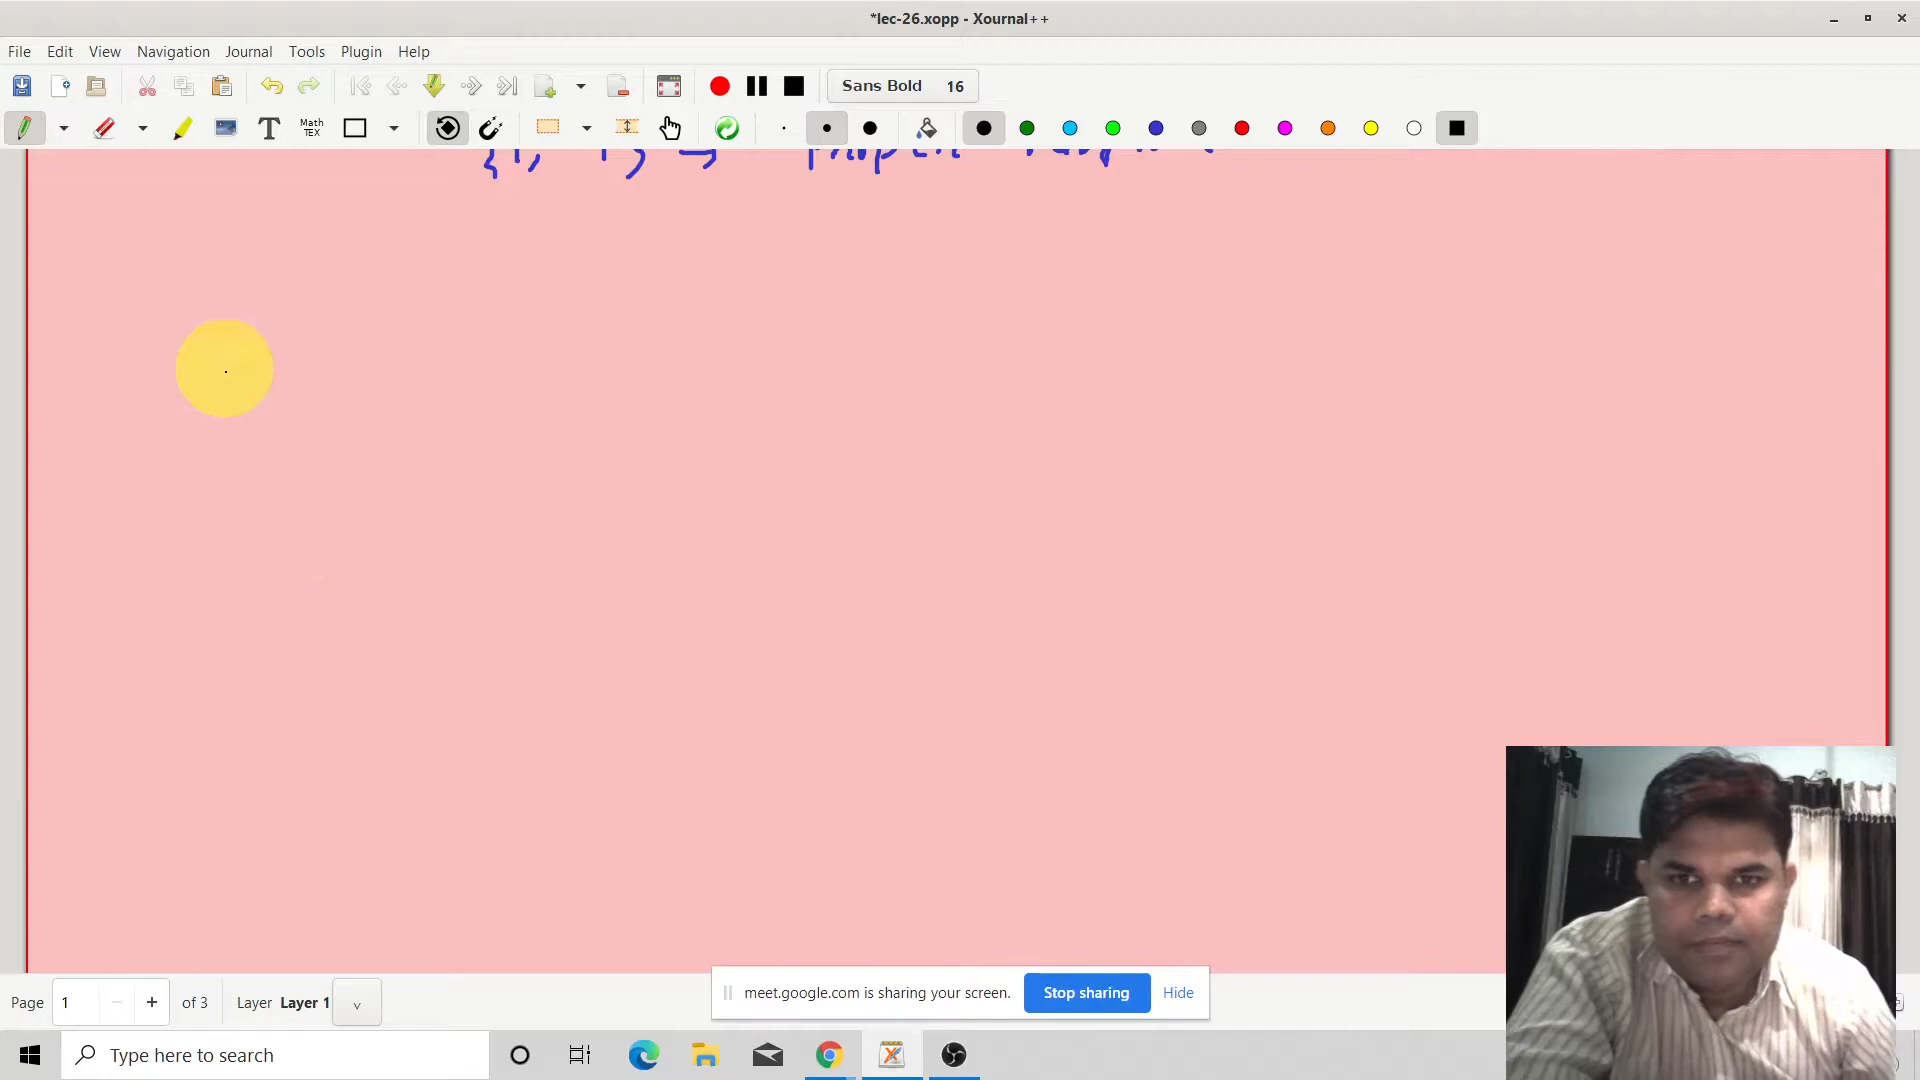 *lec-26.xopp - Xournal++
File Edit View Navigation Journal Tools Plugin Help
Sans Bold 16
Math
TEX
Page 1 of 3 Layer Layer 1
meet.google.com is sharing your screen. Stop sharing Hide
Type here to search